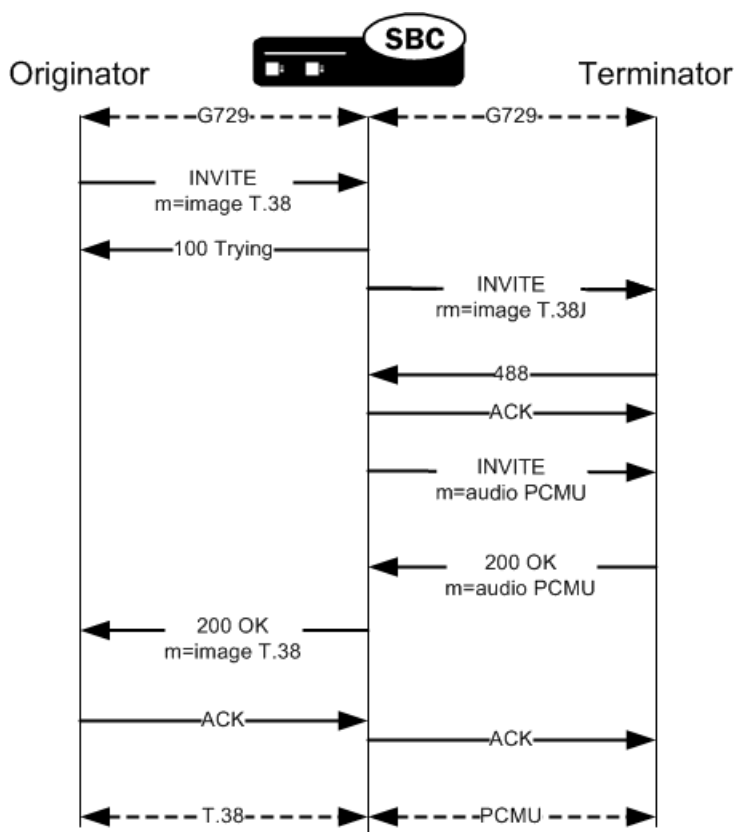 SBC
Originator
Terminator
G729
G729
INVITE
m=image T.38
100 Trying
INVITE
rm=image T.38J
488
ACK
INVITE
m=audio PCMU
200 OK
m=audio PCMU
200 OK
m=image T.38
ACK
ACK
T.38
PCMU